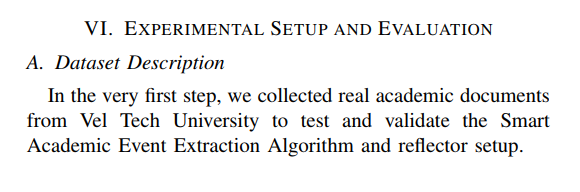 VI. EXPERIMENTAL SETUP AND EVALUATION
A. Dataset Description
In the very first step, we collected real academic documents
from Vel Tech University to test and validate the Smart
Academic Event Extraction Algorithm and reflector setup.